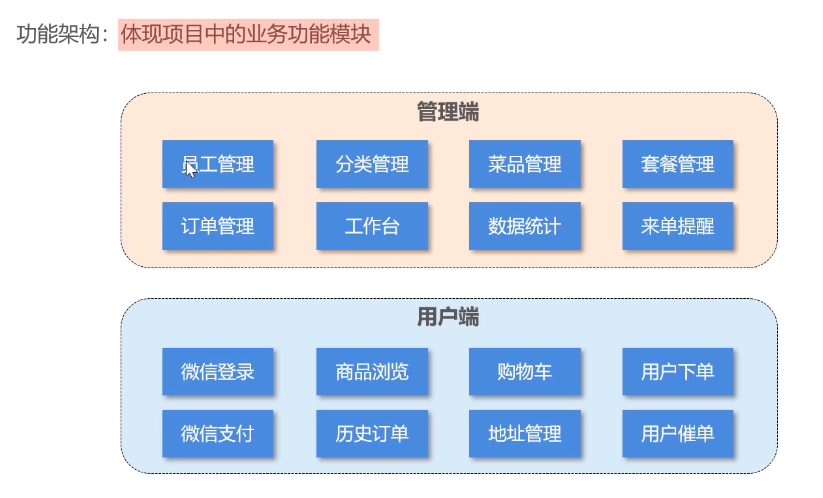 功能架构：体现项目中的业务功能模块
管理端
员工管理 分类管理 菜品管理 套餐管理
订单管理 工作台 数据统计 来单提醒
用户端
微信登录 商品浏览 购物车 用户下单
微信支付 历史订单 地址管理 用户催单